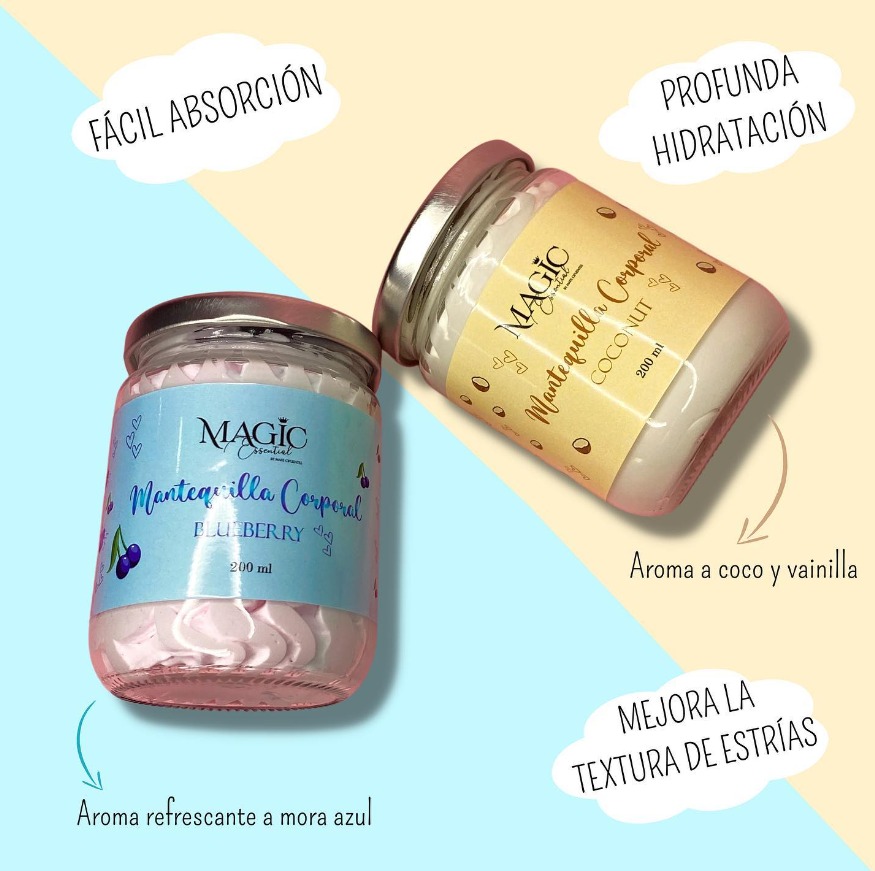 FÁCIL ABSORCIÓN
PROFUNDA
HIDRATACIÓN
MAGIC
Essential
Mantequilla Corporal
COCONUT
200 ml
MAGIC
Essential
Mantequilla Corporal
BLUEBERRY
200 ml
Aroma a coco y vainilla
MEJORA LA
TEXTURA DE ESTRÍAS
Aroma refrescante a mora azul